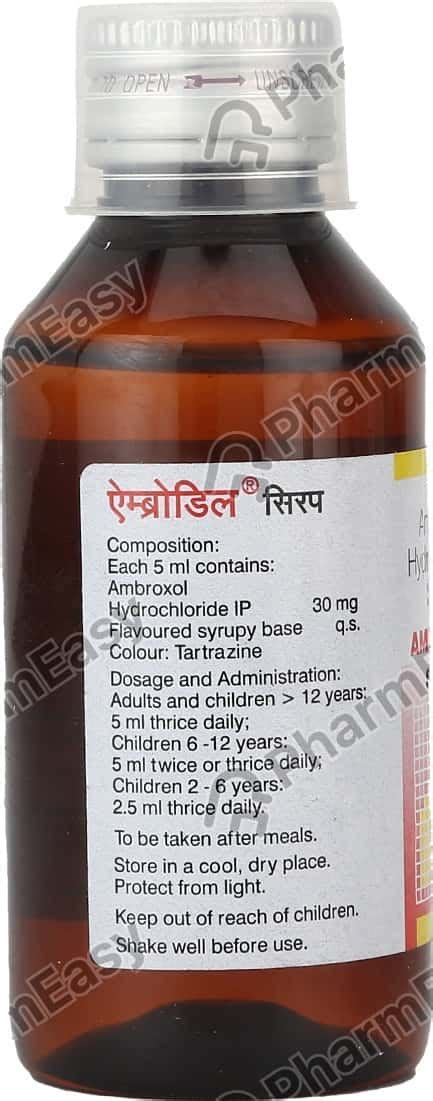 TO OPEN UNSCREW
ऐम्ब्रोडिल® सिरप
Composition:
Each 5 ml contains:
Ambroxol
Hydrochloride IP 30 mg
Flavoured syrupy base q.s.
Colour: Tartrazine
Dosage and Administration:
Adults and children > 12 years:
5 ml thrice daily;
Children 6 -12 years:
5 ml twice or thrice daily;
Children 2 - 6 years:
2.5 ml thrice daily.
To be taken after meals.
Store in a cool, dry place.
Protect from light.
Keep out of reach of children.
Shake well before use.
PharmEasy